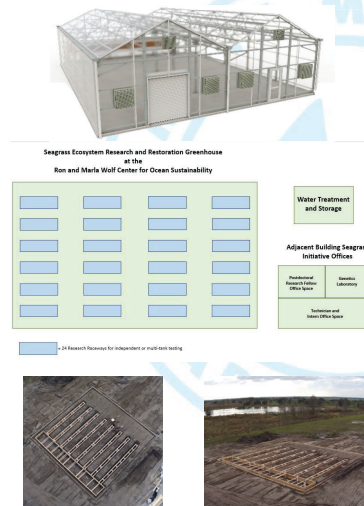 Seagrass Ecosystem Research and Restoration Greenhouse
at the
Ron and Marla Wolf Center for Ocean Sustainability
Water Treatment
and Storage
Adjacent Building Seagra
Initiative Offices
Postdoctoral
Research Fellow
Office Space
Genetics
Laboratory
Technician and
Intern Office Space
= 24 Research Raceways for independent or multi-tank testing